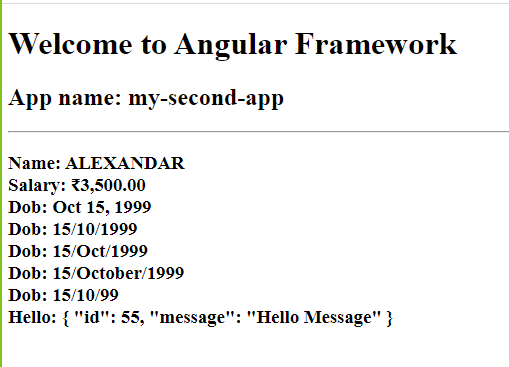 Welcome to Angular Framework
App name: my-second-app
Name: ALEXANDAR
Salary: ₹3,500.00
Dob: Oct 15, 1999
Dob: 15/10/1999
Dob: 15/Oct/1999
Dob: 15/October/1999
Dob: 15/10/99
Hello: { "id": 55, "message": "Hello Message" }